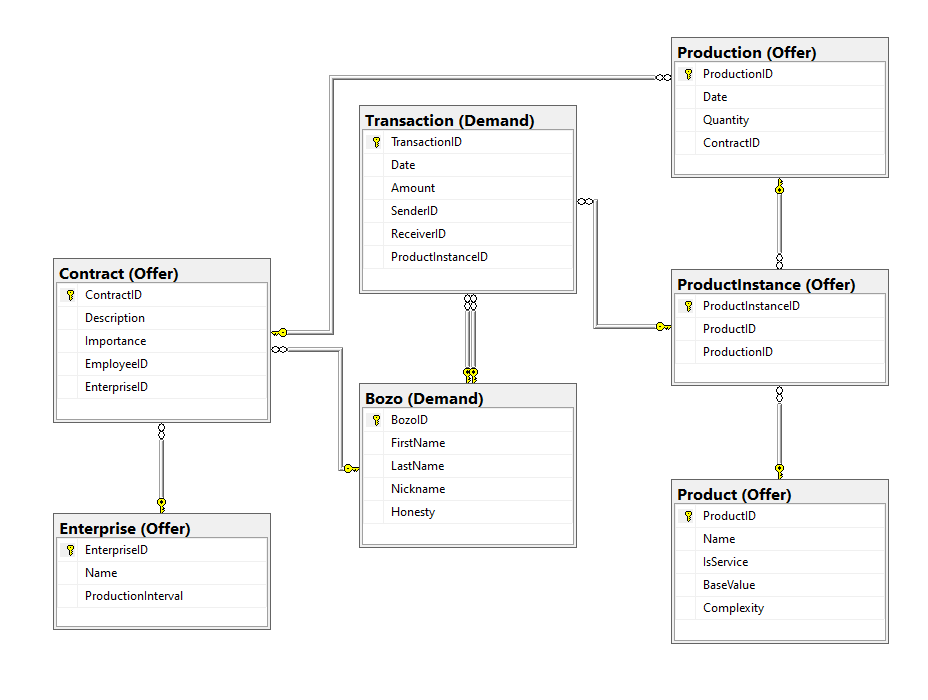 Production (Offer)
ProductionID
Date
Quantity
ContractID
Transaction (Demand)
TransactionID
Date
Amount
SenderID
ReceiverID
ProductInstanceID
Contract (Offer)
ContractID
Description
Importance
EmployeeID
EnterpriseID
ProductInstance (Offer)
ProductInstanceID
ProductID
ProductionID
Bozo (Demand)
BozoID
FirstName
LastName
Nickname
Honesty
Product (Offer)
ProductID
Name
IsService
BaseValue
Complexity
Enterprise (Offer)
EnterpriseID
Name
ProductionInterval